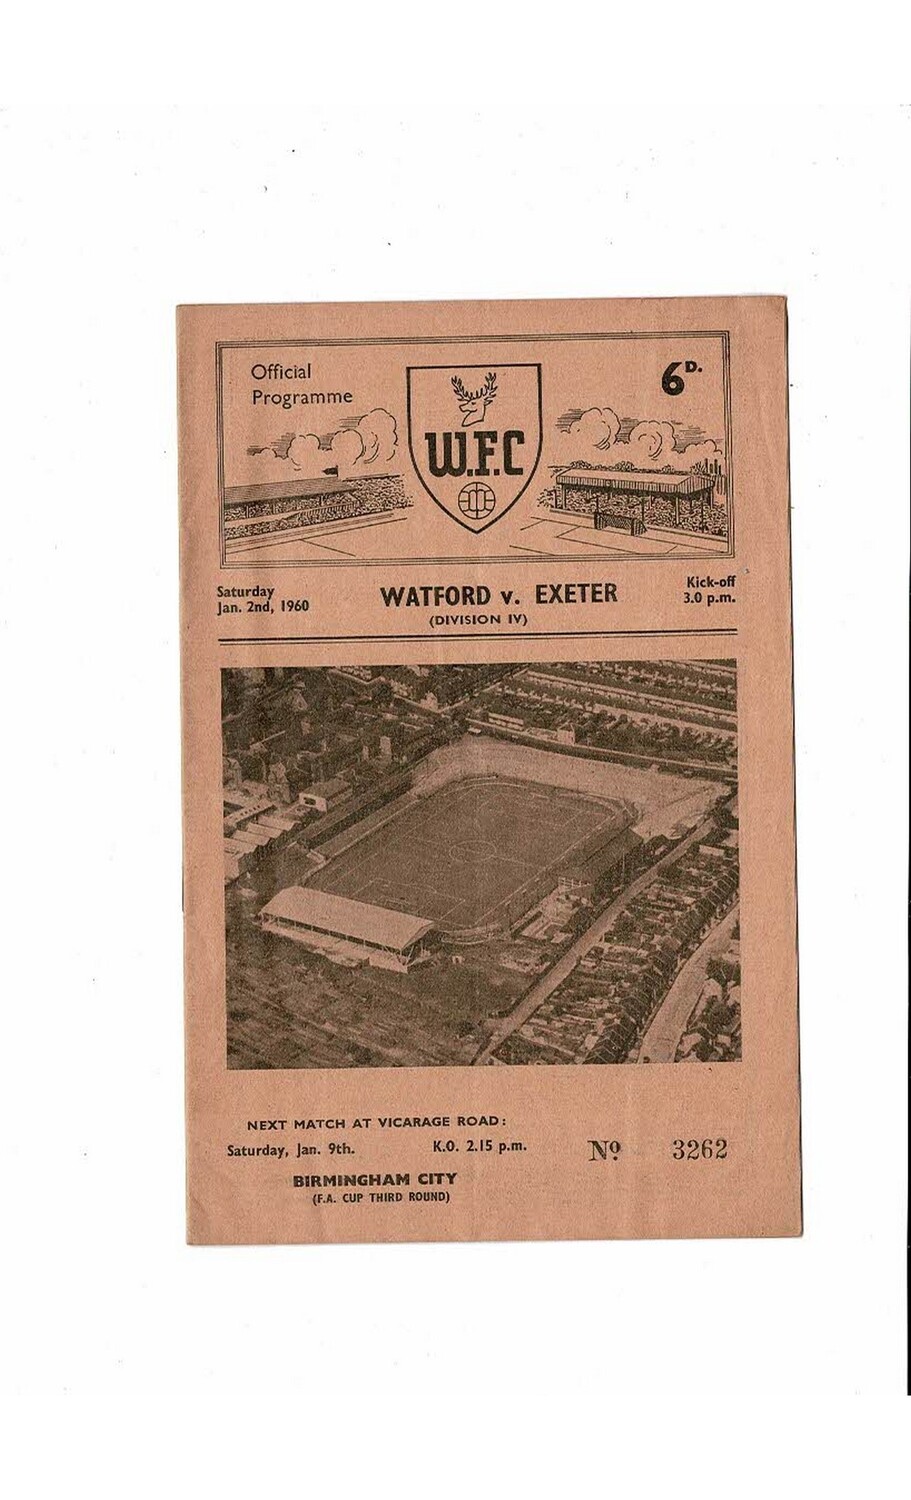 Official
Programme
6D.
W.F.C
Saturday
Jan. 2nd, 1960
WATFORD v. EXETER
(DIVISION IV)
Kick-off
3.0 p.m.
NEXT MATCH AT VICARAGE ROAD:
Saturday, Jan. 9th. K.O. 2.15 p.m.
BIRMINGHAM CITY
(F.A. CUP THIRD ROUND)
Nº 3262